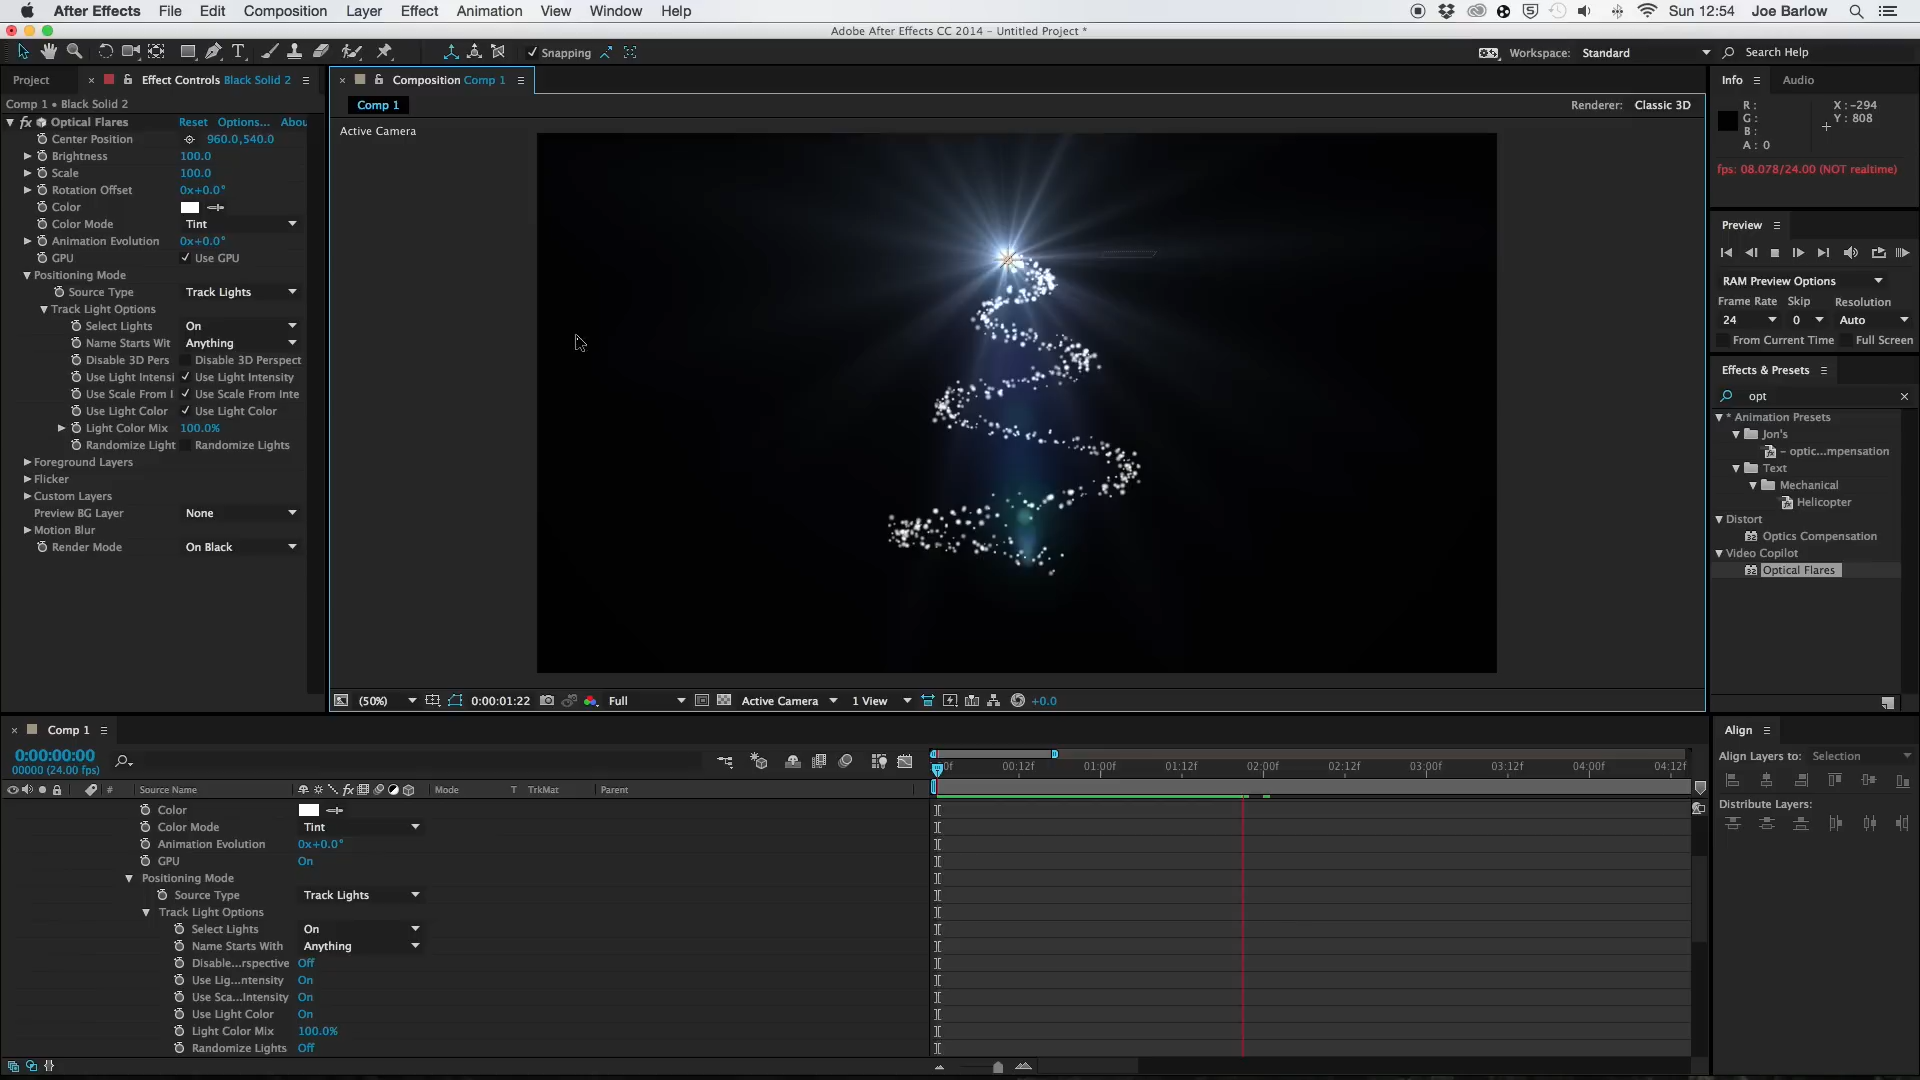 After Effects File Edit Composition Layer Effect Animation View Window Help Sun 12:54 Joe Barlow
Adobe After Effects CC 2014 – Untitled Project *
Snapping Workspace: Standard Search Help
Project Effect Controls Black Solid 2 Composition Comp 1 Info Audio
Comp 1 • Black Solid 2
Comp 1 Renderer: Classic 3D
Active Camera
R: X: -294
G: Y: 808
B:
A: 0
fps: 08.078/24.00 (NOT realtime)
fx Optical Flares Reset Options... Abou
Center Position 960.0,540.0
Brightness 100.0
Scale 100.0
Rotation Offset 0x+0.0°
Color
Color Mode Tint
Animation Evolution 0x+0.0°
GPU Use GPU
Positioning Mode
Source Type Track Lights
Track Light Options
Select Lights On
Name Starts Wit Anything
Disable 3D Pers Disable 3D Perspect
Use Light Intensi Use Light Intensity
Use Scale From I Use Scale From Inte
Use Light Color Use Light Color
Light Color Mix 100.0%
Randomize Light Randomize Lights
Foreground Layers
Flicker
Custom Layers
Preview BG Layer None
Motion Blur
Render Mode On Black
Preview
RAM Preview Options
Frame Rate Skip Resolution
24 0 Auto
From Current Time Full Screen
Effects & Presets
opt
* Animation Presets
Jon's
- optic...mpensation
Text
Mechanical
Helicopter
Distort
Optics Compensation
Video Copilot
Optical Flares
(50%) 0:00:01:22 Full Active Camera 1 View +0.0
Comp 1
0:00:00:00
00000 (24.00 fps)
# Source Name fx Mode T TrkMat Parent
0f 00:12f 01:00f 01:12f 02:00f 02:12f 03:00f 03:12f 04:00f 04:12f
Color
Color Mode Tint
Animation Evolution 0x+0.0°
GPU On
Positioning Mode
Source Type Track Lights
Track Light Options
Select Lights On
Name Starts With Anything
Disable...rspective Off
Use Lig...ntensity On
Use Sca...Intensity On
Use Light Color On
Light Color Mix 100.0%
Randomize Lights Off
Align
Align Layers to: Selection
Distribute Layers: